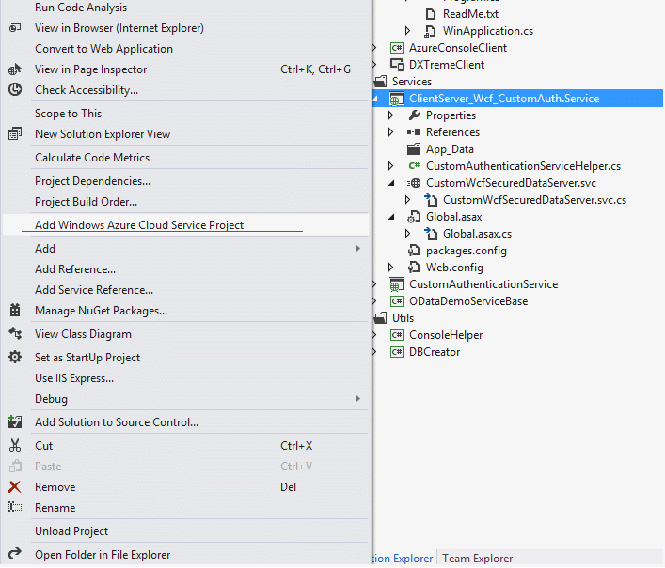 Run Code Analysis
View in Browser (Internet Explorer)
Convert to Web Application
View in Page Inspector Ctrl+K, Ctrl+G
Check Accessibility...
Scope to This
New Solution Explorer View
Calculate Code Metrics
Project Dependencies...
Project Build Order...
Add Windows Azure Cloud Service Project
Add
Add Reference...
Add Service Reference...
Manage NuGet Packages...
View Class Diagram
Set as StartUp Project
Use IIS Express...
Debug
Add Solution to Source Control...
Cut Ctrl+X
Paste Ctrl+V
Remove Del
Rename
Unload Project
Open Folder in File Explorer
ReadMe.txt
WinApplication.cs
C# AzureConsoleClient
DXTremeClient
Services
ClientServer_Wcf_CustomAuth.Service
Properties
References
App_Data
C# CustomAuthenticationServiceHelper.cs
CustomWcfSecuredDataServer.svc
CustomWcfSecuredDataServer.svc.cs
Global.asax
Global.asax.cs
packages.config
Web.config
CustomAuthenticationService
C# ODataDemoServiceBase
Utils
C# ConsoleHelper
C# DBCreator
tion Explorer Team Explorer